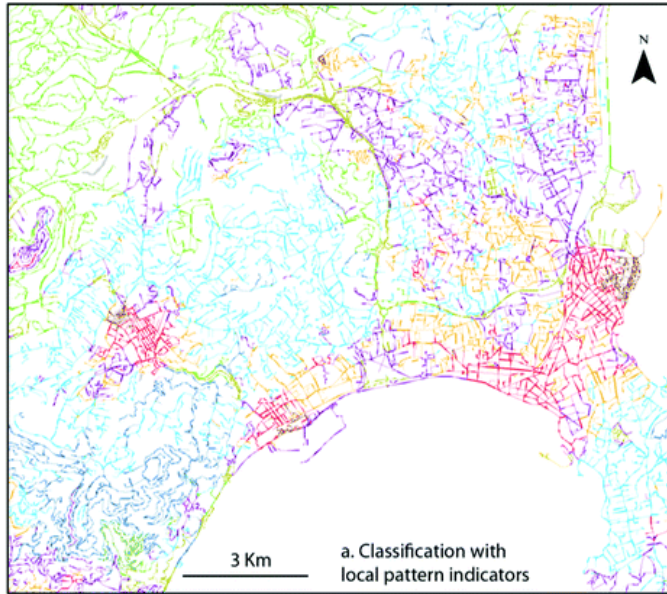 N
3 Km
a. Classification with
local pattern indicators